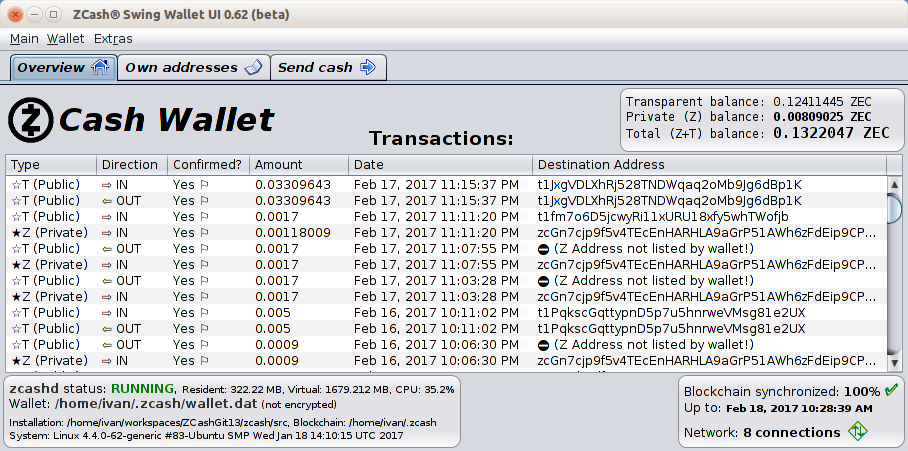 ZCash® Swing Wallet UI 0.62 (beta)
Main Wallet Extras
Overview Own addresses Send cash
Cash Wallet
Transactions:
Transparent balance: 0.12411445 ZEC
Private (Z) balance: 0.00809025 ZEC
Total (Z+T) balance: 0.1322047 ZEC
Type Direction Confirmed? Amount Date Destination Address
☆T (Public) ⇨ IN Yes ⚐ 0.03309643 Feb 17, 2017 11:15:37 PM t1JxgVDLXhRj528TNDWqaq2oMb9Jg6dBp1K
☆T (Public) ⇦ OUT Yes ⚐ 0.03309643 Feb 17, 2017 11:15:37 PM t1JxgVDLXhRj528TNDWqaq2oMb9Jg6dBp1K
☆T (Public) ⇨ IN Yes ⚐ 0.0017 Feb 17, 2017 11:11:20 PM t1fm7o6D5jcwyRi11xURU18xfy5whTWofjb
★Z (Private) ⇨ IN Yes ⚐ 0.00118009 Feb 17, 2017 11:11:20 PM zcGn7cjp9f5v4TEcEnHARHLA9aGrP51AWh6zFdEip9CP...
☆T (Public) ⇦ OUT Yes ⚐ 0.0017 Feb 17, 2017 11:07:55 PM ⛔ (Z Address not listed by wallet!)
★Z (Private) ⇨ IN Yes ⚐ 0.0017 Feb 17, 2017 11:07:55 PM zcGn7cjp9f5v4TEcEnHARHLA9aGrP51AWh6zFdEip9CP...
☆T (Public) ⇦ OUT Yes ⚐ 0.0017 Feb 17, 2017 11:03:28 PM ⛔ (Z Address not listed by wallet!)
★Z (Private) ⇨ IN Yes ⚐ 0.0017 Feb 17, 2017 11:03:28 PM zcGn7cjp9f5v4TEcEnHARHLA9aGrP51AWh6zFdEip9CP...
☆T (Public) ⇨ IN Yes ⚐ 0.005 Feb 16, 2017 10:11:02 PM t1PqkscGqttypnD5p7u5hnrweVMsg81e2UX
☆T (Public) ⇦ OUT Yes ⚐ 0.005 Feb 16, 2017 10:11:02 PM t1PqkscGqttypnD5p7u5hnrweVMsg81e2UX
☆T (Public) ⇦ OUT Yes ⚐ 0.0009 Feb 16, 2017 10:06:30 PM ⛔ (Z Address not listed by wallet!)
★Z (Private) ⇨ IN Yes ⚐ 0.0009 Feb 16, 2017 10:06:30 PM zcGn7cjp9f5v4TEcEnHARHLA9aGrP51AWh6zFdEip9CP...
zcashd status: RUNNING, Resident: 322.22 MB, Virtual: 1679.212 MB, CPU: 35.2%
Wallet: /home/ivan/.zcash/wallet.dat (not encrypted)
Installation: /home/ivan/workspaces/ZCashGit13/zcash/src, Blockchain: /home/ivan/.zcash
System: Linux 4.4.0-62-generic #83-Ubuntu SMP Wed Jan 18 14:10:15 UTC 2017
Blockchain synchronized: 100% ✔
Up to: Feb 18, 2017 10:28:39 AM
Network: 8 connections